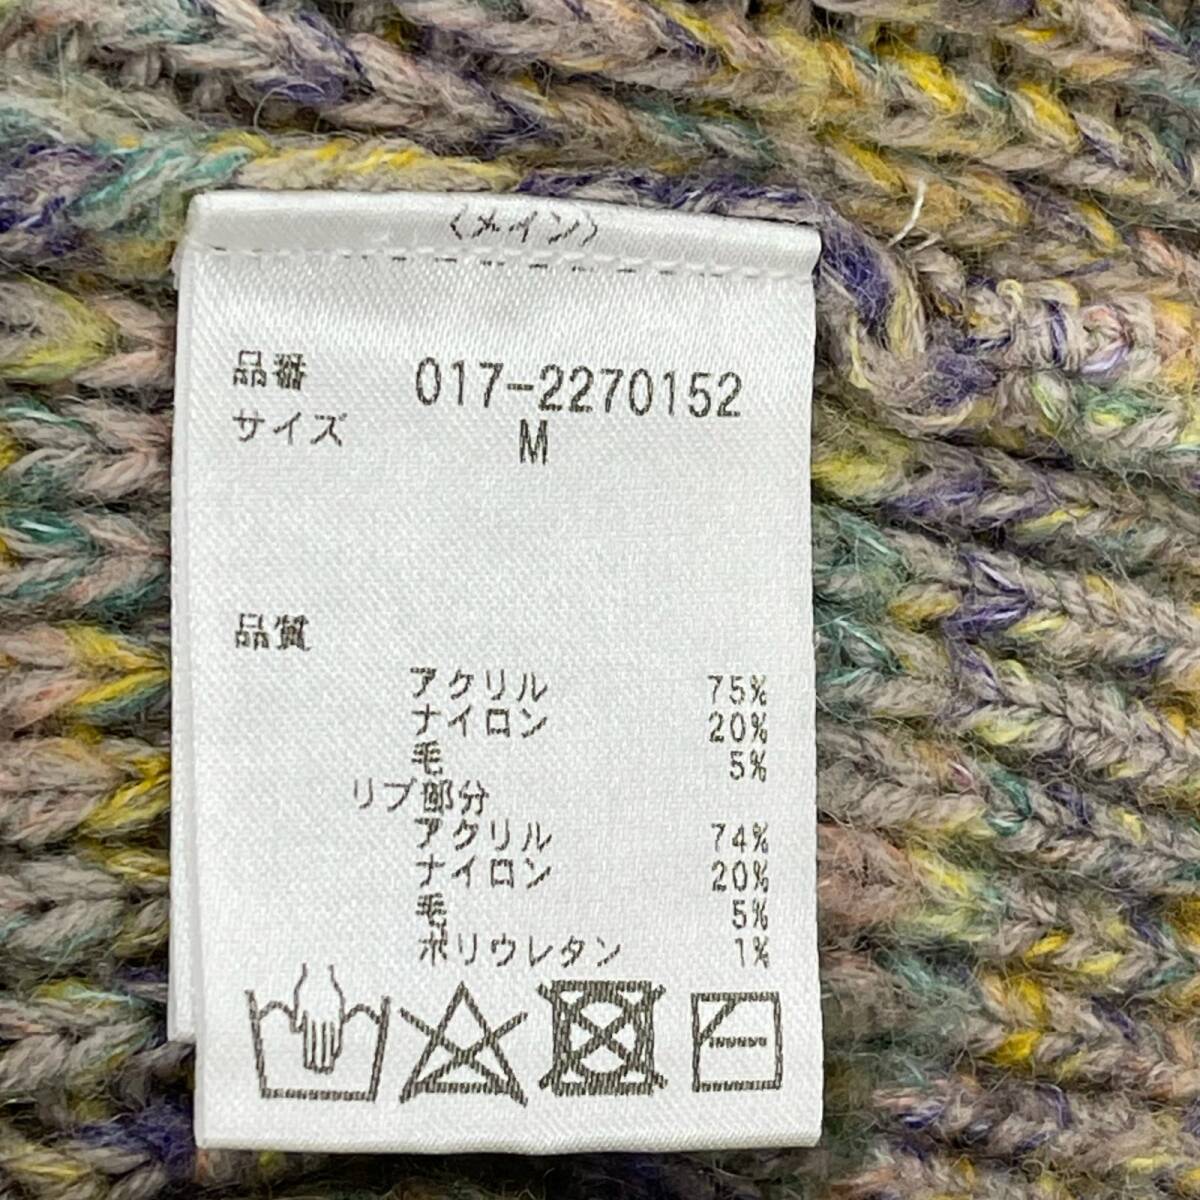 〈メイン〉
品番 017-2270152
サイズ M
品質
アクリル 75%
ナイロン 20%
毛 5%
リブ部分
アクリル 74%
ナイロン 20%
毛 5%
ポリウレタン 1%